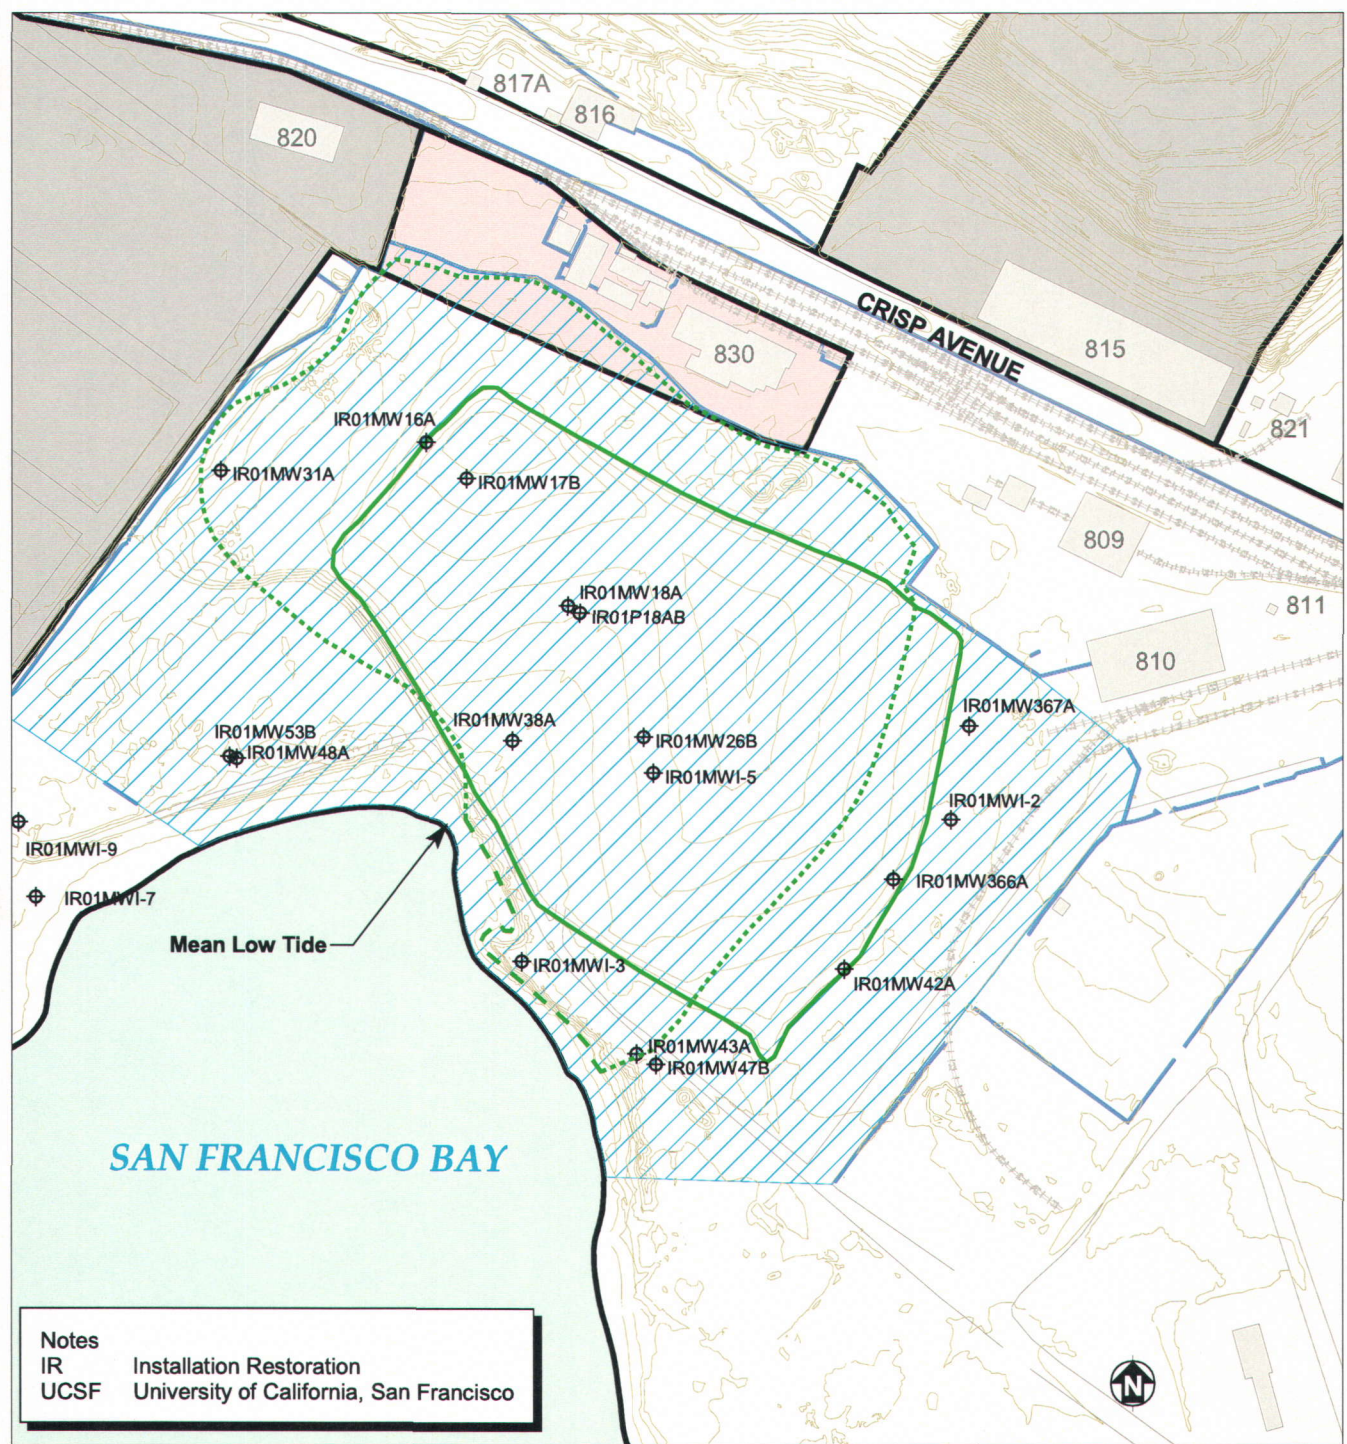 817A
816
820
CRISP AVENUE
815
830
821
IR01MW16A
IR01MW31A
IR01MW17B
809
IR01MW18A
IR01P18AB
811
810
IR01MW367A
IR01MW38A
IR01MW53B
IR01MW48A
IR01MW26B
IR01MWI-5
IR01MWI-2
IR01MWI-9
IR01MW366A
IR01MWI-7
Mean Low Tide
IR01MWI-3
IR01MW42A
IR01MW43A
IR01MW47B
SAN FRANCISCO BAY
Notes
IR Installation Restoration
UCSF University of California, San Francisco
N